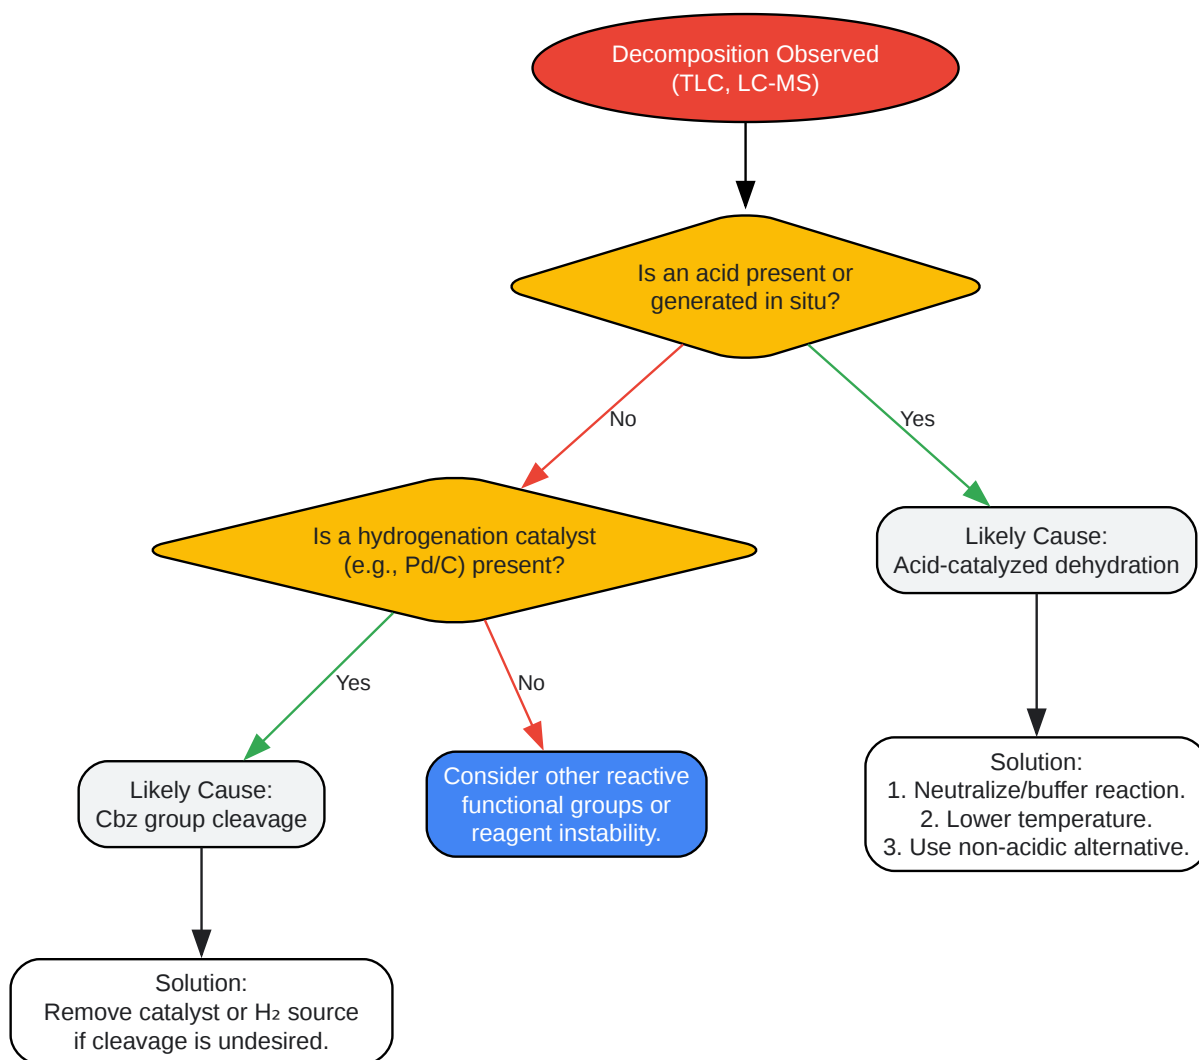 Decomposition Observed
(TLC, LC-MS)
Is an acid present or
generated in situ?
No
Yes
Is a hydrogenation catalyst
(e.g., Pd/C) present?
Likely Cause:
Acid-catalyzed dehydration
Yes
No
Likely Cause:
Cbz group cleavage
Consider other reactive
functional groups or
reagent instability.
Solution:
1. Neutralize/buffer reaction.
2. Lower temperature.
3. Use non-acidic alternative.
Solution:
Remove catalyst or H₂ source
if cleavage is undesired.